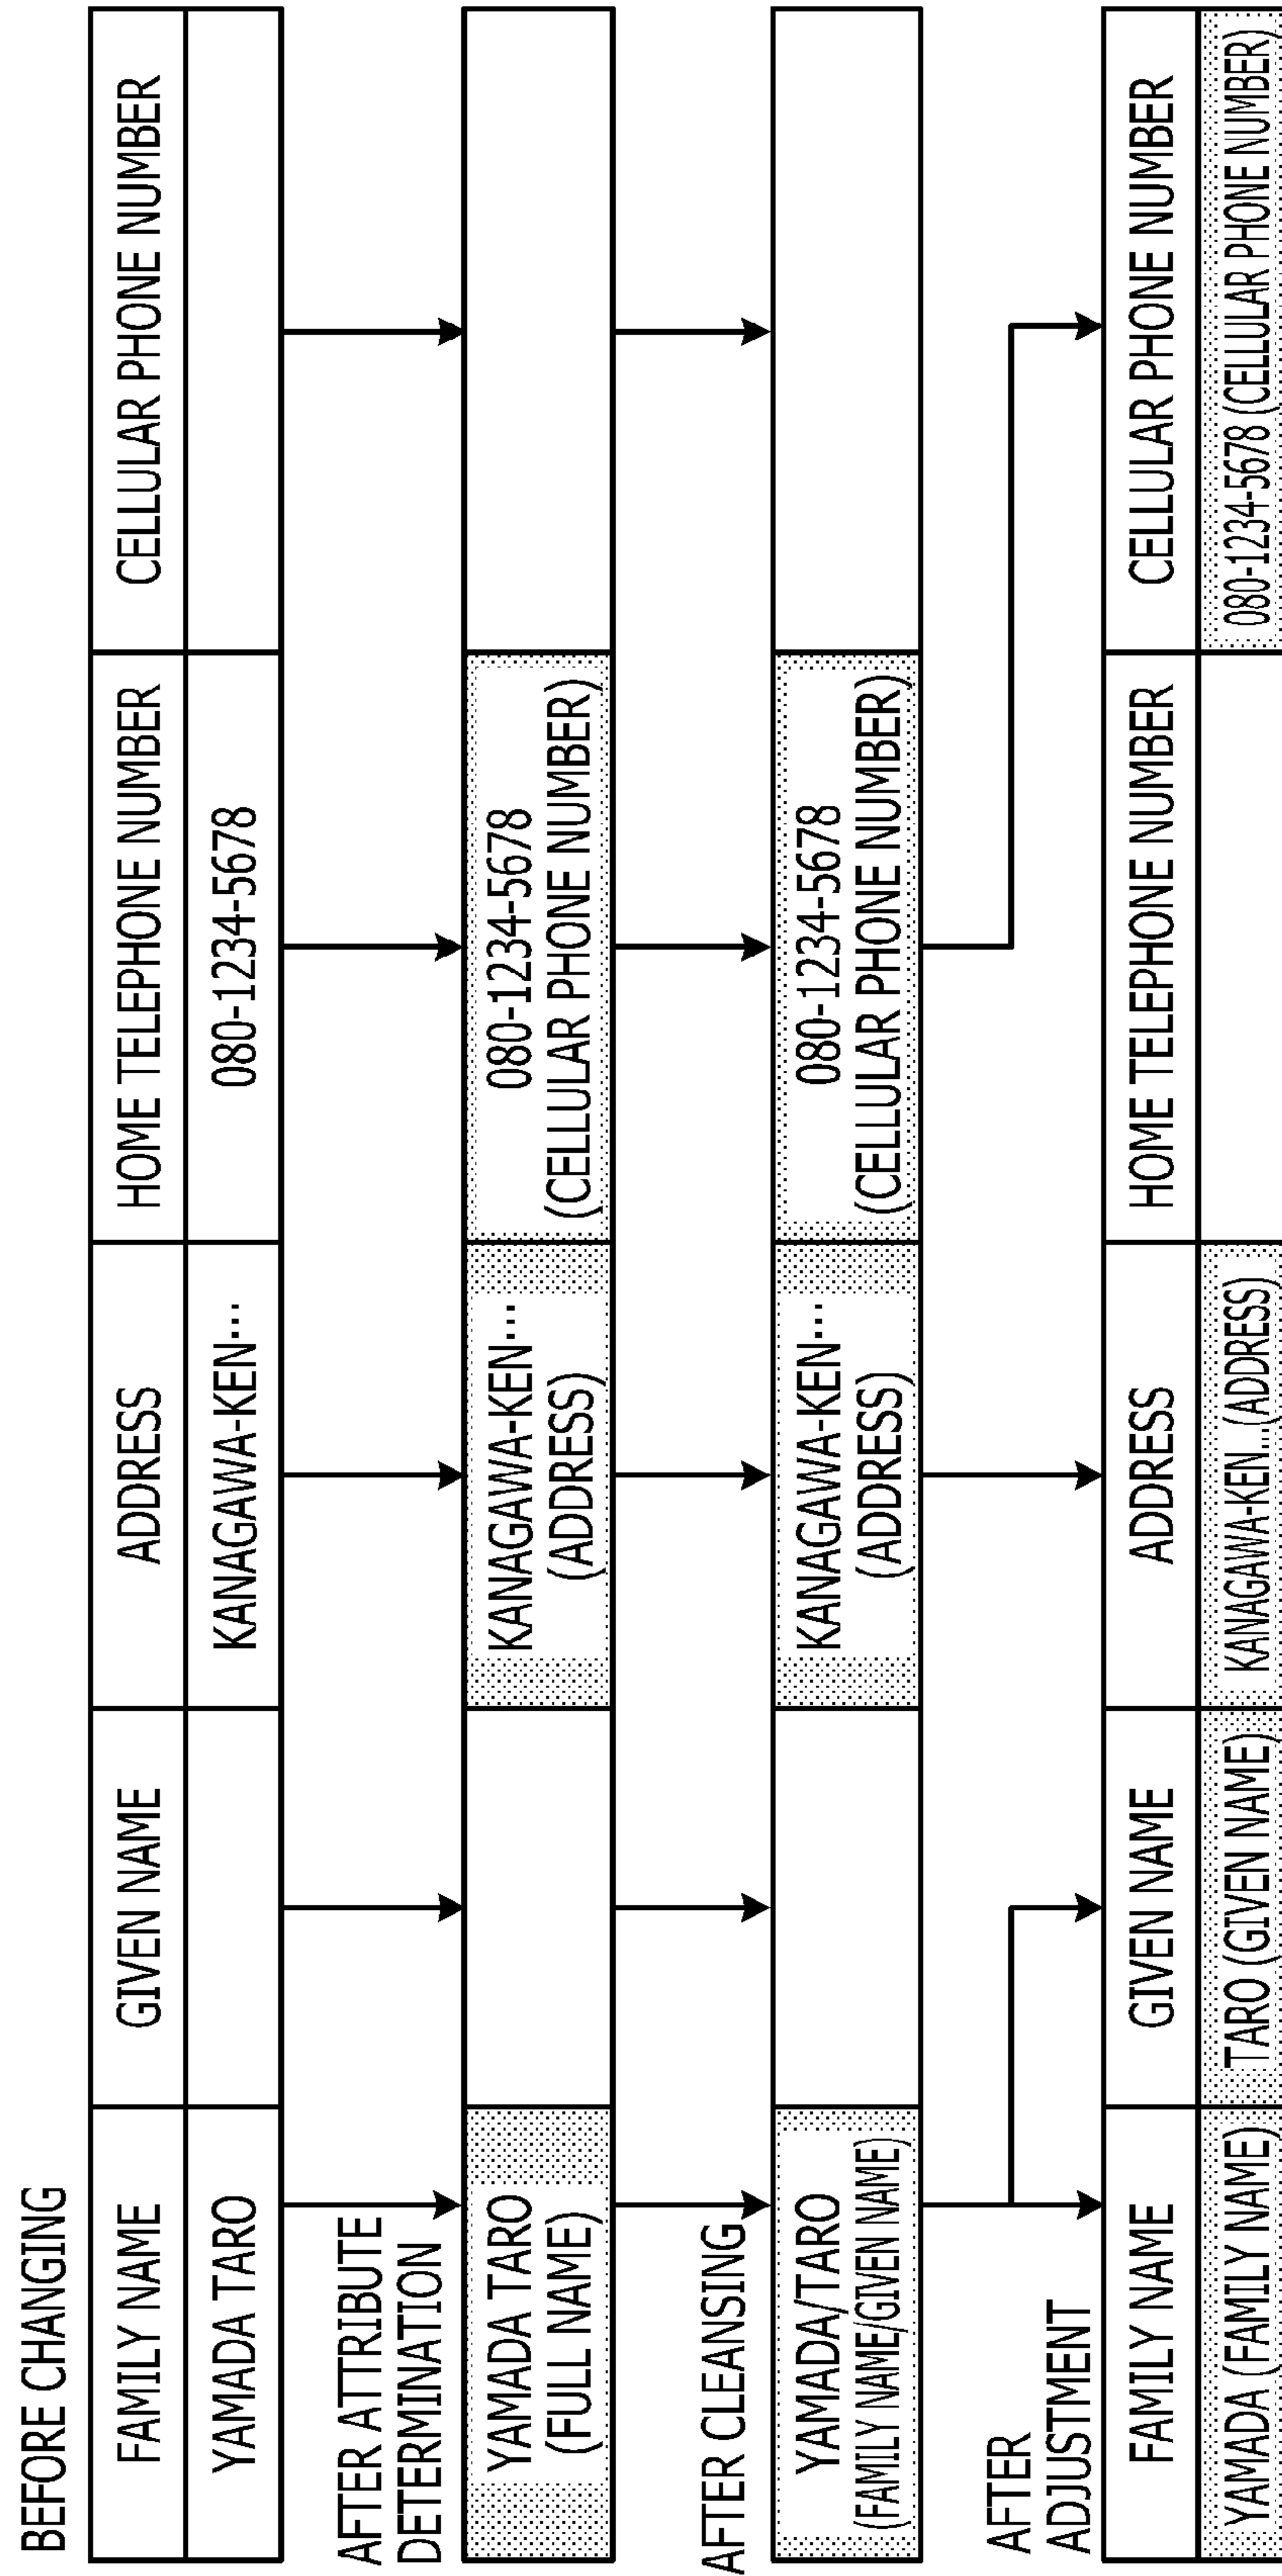 BEFORE CHANGING
FAMILY NAME
GIVEN NAME
ADDRESS
HOME TELEPHONE NUMBER
CELLULAR PHONE NUMBER
YAMADA TARO
KANAGAWA-KEN…
080-1234-5678
AFTER ATTRIBUTE
DETERMINATION
YAMADA TARO
(FULL NAME)
KANAGAWA-KEN…
(ADDRESS)
080-1234-5678
(CELLULAR PHONE NUMBER)
AFTER CLEANSING
YAMADA/TARO
(FAMILY NAME/GIVEN NAME)
KANAGAWA-KEN…
(ADDRESS)
080-1234-5678
(CELLULAR PHONE NUMBER)
AFTER
ADJUSTMENT
FAMILY NAME
GIVEN NAME
ADDRESS
HOME TELEPHONE NUMBER
CELLULAR PHONE NUMBER
YAMADA (FAMILY NAME)
TARO (GIVEN NAME)
KANAGAWA-KEN...(ADDRESS)
080-1234-5678 (CELLULAR PHONE NUMBER)